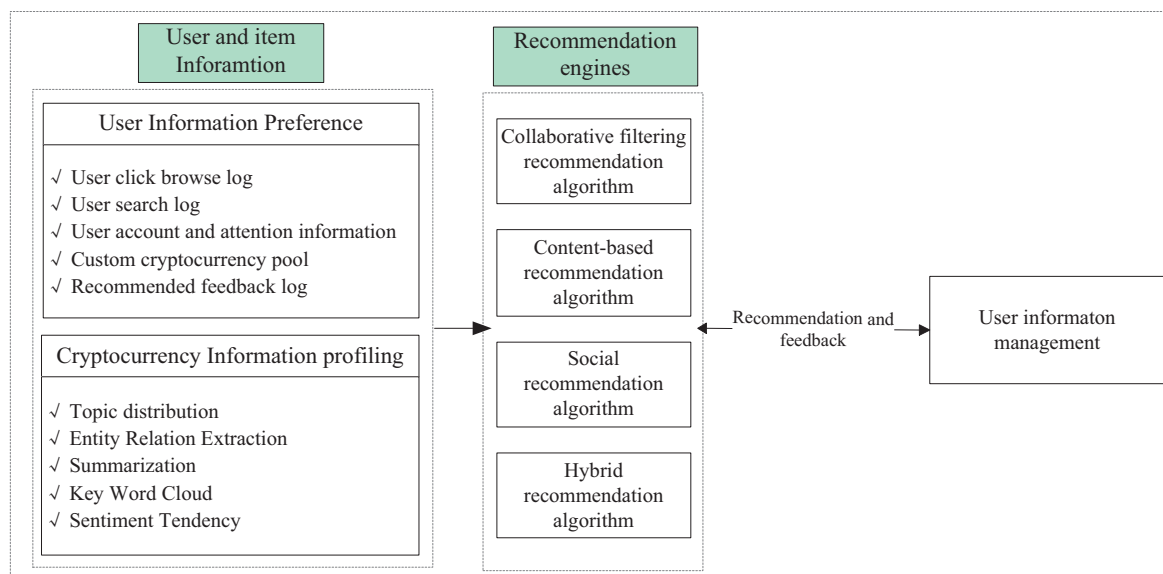 User and item
Inforamtion
User Information Preference
√ User click browse log
√ User search log
√ User account and attention information
√ Custom cryptocurrency pool
√ Recommended feedback log
Cryptocurrency Information profiling
√ Topic distribution
√ Entity Relation Extraction
√ Summarization
√ Key Word Cloud
√ Sentiment Tendency
Recommendation
engines
Collaborative filtering
recommendation
algorithm
Content-based
recommendation
algorithm
Social
recommendation
algorithm
Hybrid
recommendation
algorithm
Recommendation and
feedback
User informaton
management